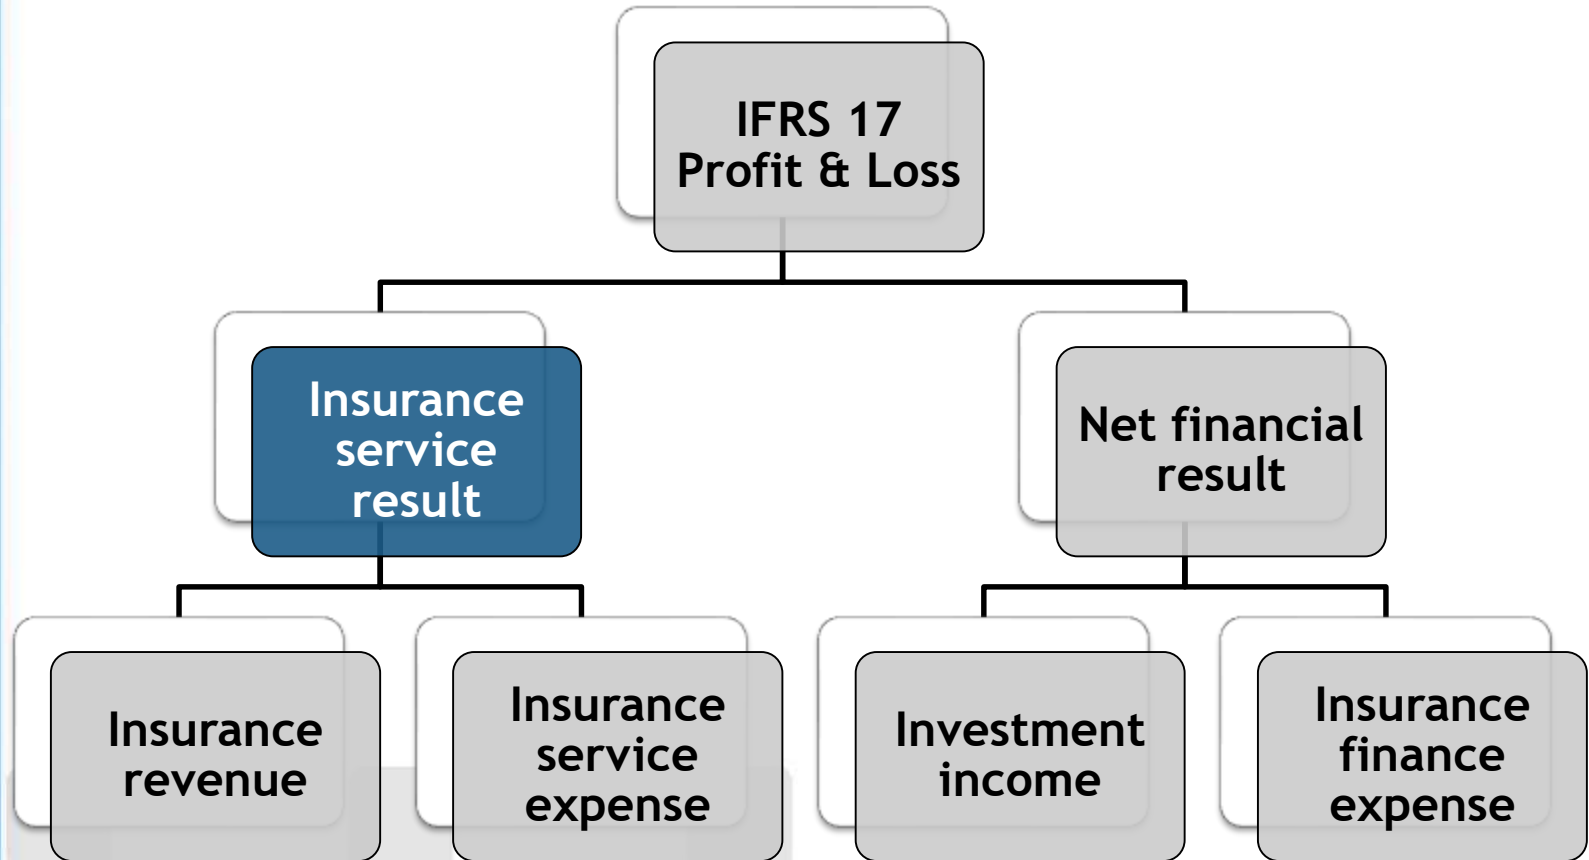 IFRS 17
Profit & Loss
Insurance
service
result
Net financial
result
Insurance
revenue
Insurance
service
expense
Investment
income
Insurance
finance
expense